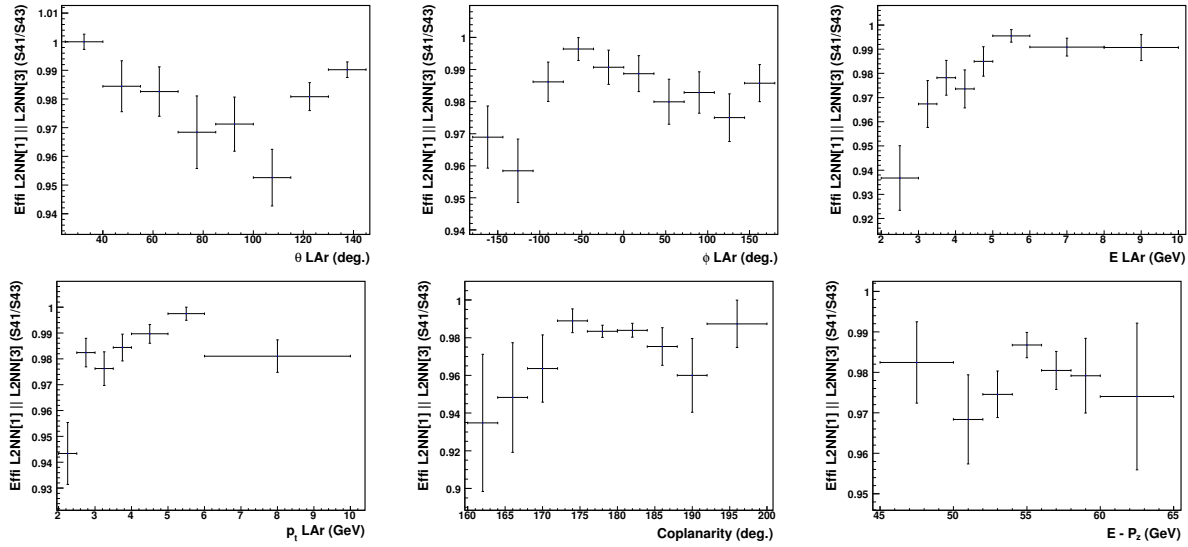 Effi L2NN[1] || L2NN[3] (S41/S43)
1.01
1
0.99
0.98
0.97
0.96
0.95
0.94
40 60 80 100 120 140
θ LAr (deg.)
Effi L2NN[1] || L2NN[3] (S41/S43)
1
0.99
0.98
0.97
0.96
0.95
0.94
-150 -100 -50 0 50 100 150
ϕ LAr (deg.)
Effi L2NN[1] || L2NN[3] (S41/S43)
1
0.99
0.98
0.97
0.96
0.95
0.94
0.93
0.92
2 3 4 5 6 7 8 9 10
E LAr (GeV)
Effi L2NN[1] || L2NN[3] (S41/S43)
1
0.99
0.98
0.97
0.96
0.95
0.94
0.93
2 3 4 5 6 7 8 9 10
pt LAr (GeV)
Effi L2NN[1] || L2NN[3] (S41/S43)
1
0.98
0.96
0.94
0.92
0.9
160 165 170 175 180 185 190 195 200
Coplanarity (deg.)
Effi L2NN[1] || L2NN[3] (S41/S43)
1
0.99
0.98
0.97
0.96
0.95
45 50 55 60 65
E - Pz (GeV)